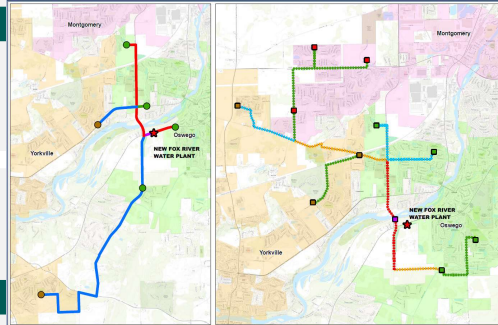 Montgomery
Oswego
NEW FOX RIVER
WATER PLANT
Yorkville
Montgomery
NEW FOX RIVER
WATER PLANT
Oswego
Yorkville